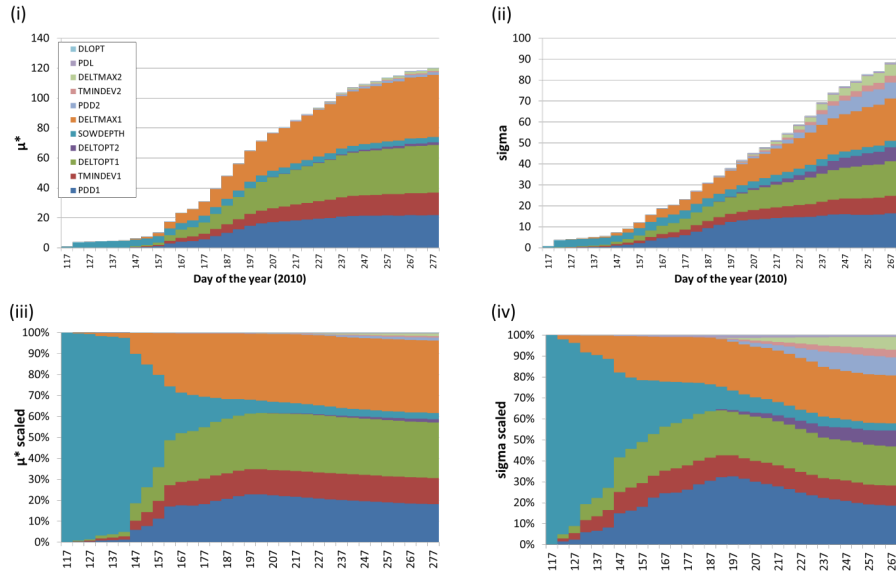 (i)
140
120
100
80
60
40
20
0
μ*
DLOPT
PDL
DELTMAX2
TMINDEV2
PDD2
DELTMAX1
SOWDEPTH
DELTOPT2
DELTOPT1
TMINDEV1
PDD1
117 127 137 147 157 167 177 187 197 207 217 227 237 247 257 267 277
Day of the year (2010)
(ii)
100
90
80
70
60
50
40
30
20
10
0
sigma
117 127 137 147 157 167 177 187 197 207 217 227 237 247 257 267
Day of the year (2010)
(iii)
100%
90%
80%
70%
60%
50%
40%
30%
20%
10%
0%
μ* scaled
117 127 137 147 157 167 177 187 197 207 217 227 237 247 257 267 277
(iv)
100%
90%
80%
70%
60%
50%
40%
30%
20%
10%
0%
sigma scaled
117 127 137 147 157 167 177 187 197 207 217 227 237 247 257 267